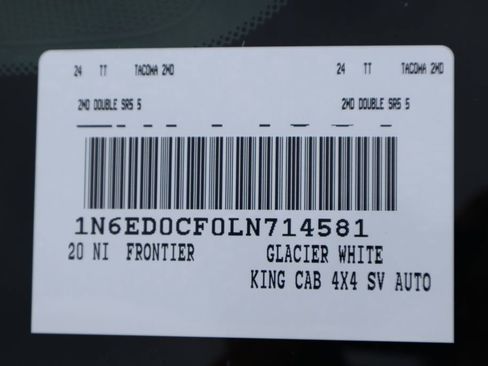 24 TT TACOMA 2WD 24 TT TACOMA 2WD
2WD DOUBLE SR5 5 2WD DOUBLE SR5 5
1N6ED0CF0LN714581
20 NI FRONTIER GLACIER WHITE
KING CAB 4X4 SV AUTO